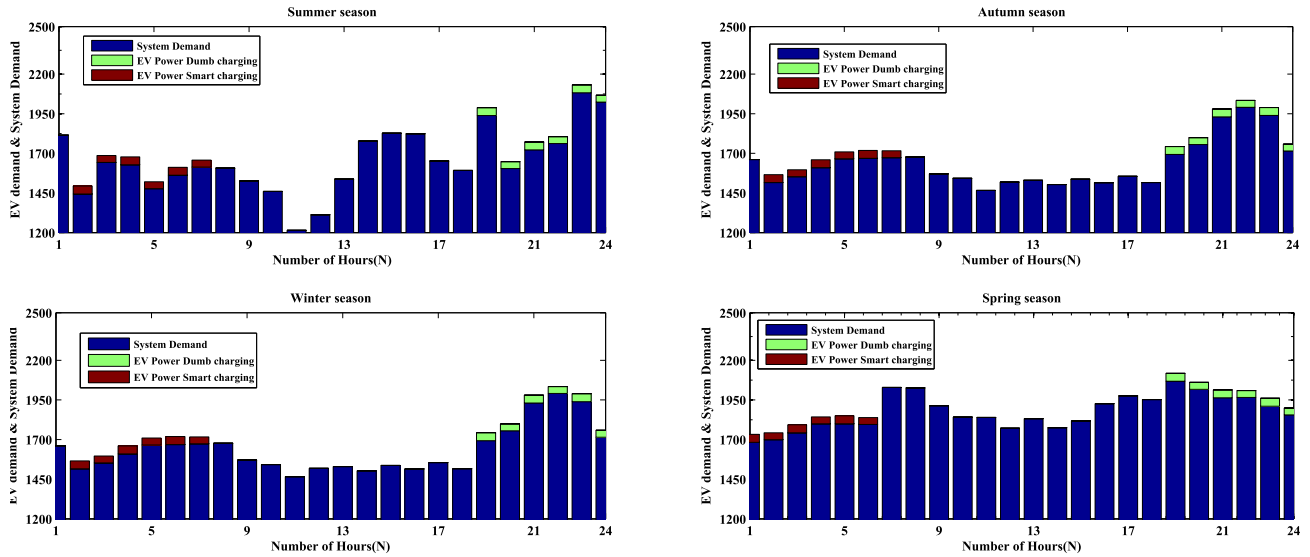 Summer season
EV demand & System Demand
2500
2200
1950
1700
1450
1200
System Demand
EV Power Dumb charging
EV Power Smart charging
1 5 9 13 17 21 24
Number of Hours(N)
Autumn season
EV demand & System Demand
2500
2200
1950
1700
1450
1200
System Demand
EV Power Dumb charging
EV Power Smart charging
1 5 9 13 17 21 24
Number of Hours(N)
Winter season
EV demand & System Demand
2500
2200
1950
1700
1450
1200
System Demand
EV Power Dumb charging
EV Power Smart charging
1 5 9 13 17 21 24
Number of Hours(N)
Spring season
EV demand & System Demand
2500
2200
1950
1700
1450
1200
System Demand
EV Power Dumb charging
EV Power Smart charging
1 5 9 13 17 21 24
Number of Hours(N)